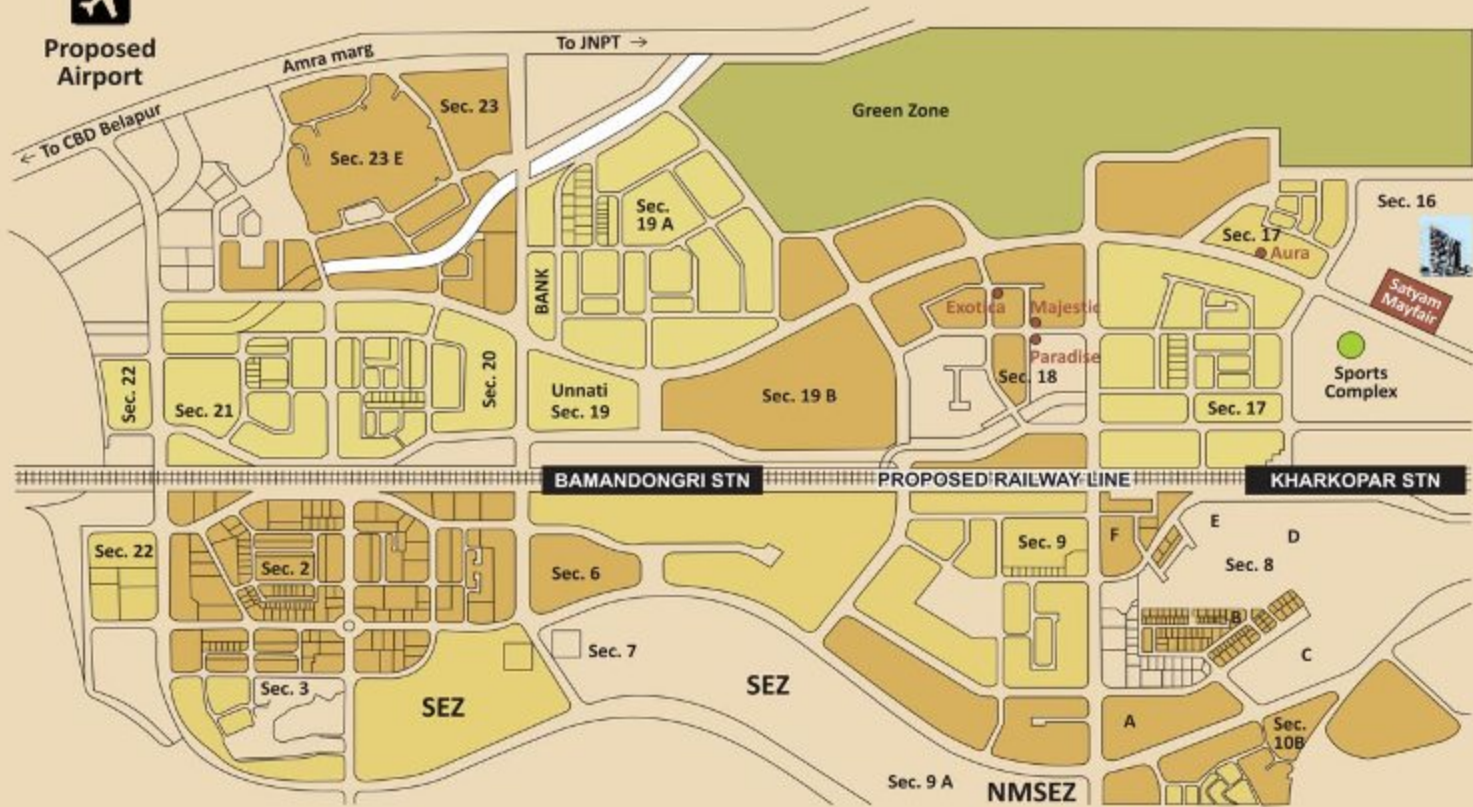 Proposed
Airport
Amra marg
To JNPT →
← To CBD Belapur
Sec. 23
Sec. 23 E
Green Zone
Sec.
19 A
Sec. 16
Sec. 17
Aura
BANK
Exotica
Majestic
Satyam
Mayfair
Paradise
Sec. 22
Sec. 21
Sec. 20
Unnati
Sec. 19
Sec. 19 B
Sec. 18
Sports
Complex
Sec. 17
BAMANDONGRI STN
PROPOSED RAILWAY LINE
KHARKOPAR STN
Sec. 22
Sec. 2
Sec. 6
Sec. 9
F
E
D
Sec. 8
B
C
Sec. 7
Sec. 3
SEZ
SEZ
A
Sec.
10B
Sec. 9 A
NMSEZ